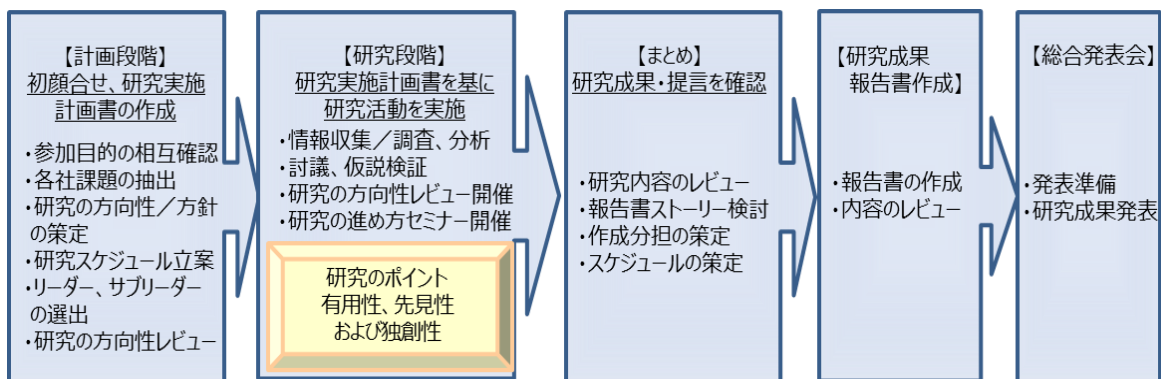 【計画段階】
初顔合せ、研究実施
計画書の作成
・参加目的の相互確認
・各社課題の抽出
・研究の方向性／方針
の策定
・研究スケジュール立案
・リーダー、サブリーダー
の選出
・研究の方向性レビュー
【研究段階】
研究実施計画書を基に
研究活動を実施
・情報収集／調査、分析
・討議、仮説検証
・研究の方向性レビュー開催
・研究の進め方セミナー開催
研究のポイント
有用性、先見性
および独創性
【まとめ】
研究成果・提言を確認
・研究内容のレビュー
・報告書ストーリー検討
・作成分担の策定
・スケジュールの策定
【研究成果
報告書作成】
・報告書の作成
・内容のレビュー
【総合発表会】
・発表準備
・研究成果発表